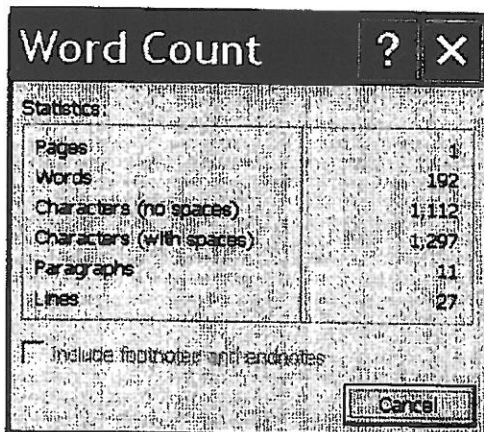 Word Count ? X
Statistics:
Pages 1
Words 192
Characters (no spaces) 1,112
Characters (with spaces) 1,297
Paragraphs 11
Lines 27
Include footnotes and endnotes
Cancel